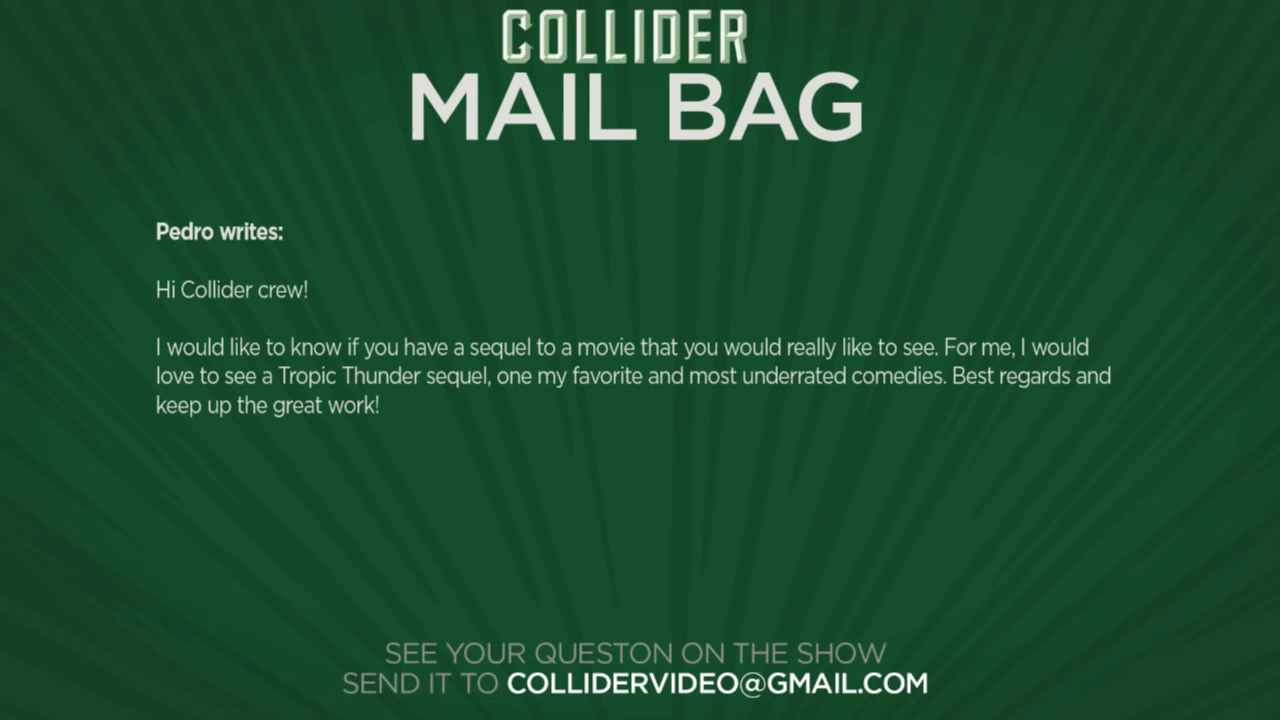 COLLIDER
MAIL BAG
Pedro writes:
Hi Collider crew!
I would like to know if you have a sequel to a movie that you would really like to see. For me, I would
love to see a Tropic Thunder sequel, one my favorite and most underrated comedies. Best regards and
keep up the great work!
SEE YOUR QUESTON ON THE SHOW
SEND IT TO COLLIDERVIDEO@GMAIL.COM